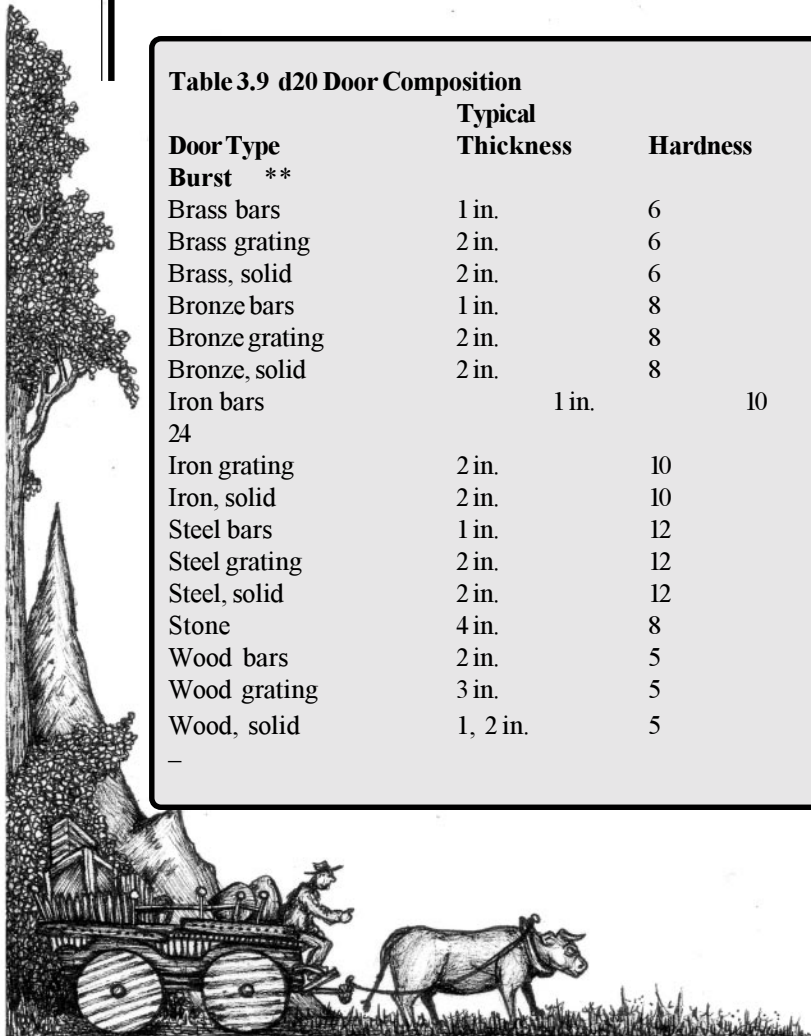 Table 3.9 d20 Door Composition
Typical
Door Type Thickness Hardness
Burst **
Brass bars 1 in. 6
Brass grating 2 in. 6
Brass, solid 2 in. 6
Bronze bars 1 in. 8
Bronze grating 2 in. 8
Bronze, solid 2 in. 8
Iron bars 1 in. 10
24
Iron grating 2 in. 10
Iron, solid 2 in. 10
Steel bars 1 in. 12
Steel grating 2 in. 12
Steel, solid 2 in. 12
Stone 4 in. 8
Wood bars 2 in. 5
Wood grating 3 in. 5
Wood, solid 1, 2 in. 5
–